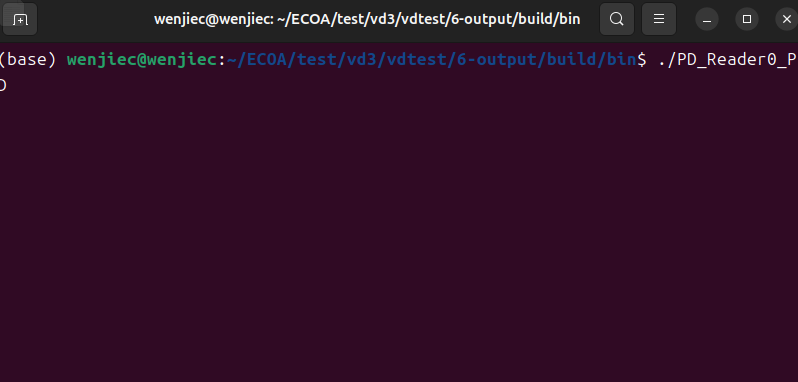 wenjiec@wenjiec: ~/ECOA/test/vd3/vdtest/6-output/build/bin
(base) wenjiec@wenjiec:~/ECOA/test/vd3/vdtest/6-output/build/bin$ ./PD_Reader0_P
D